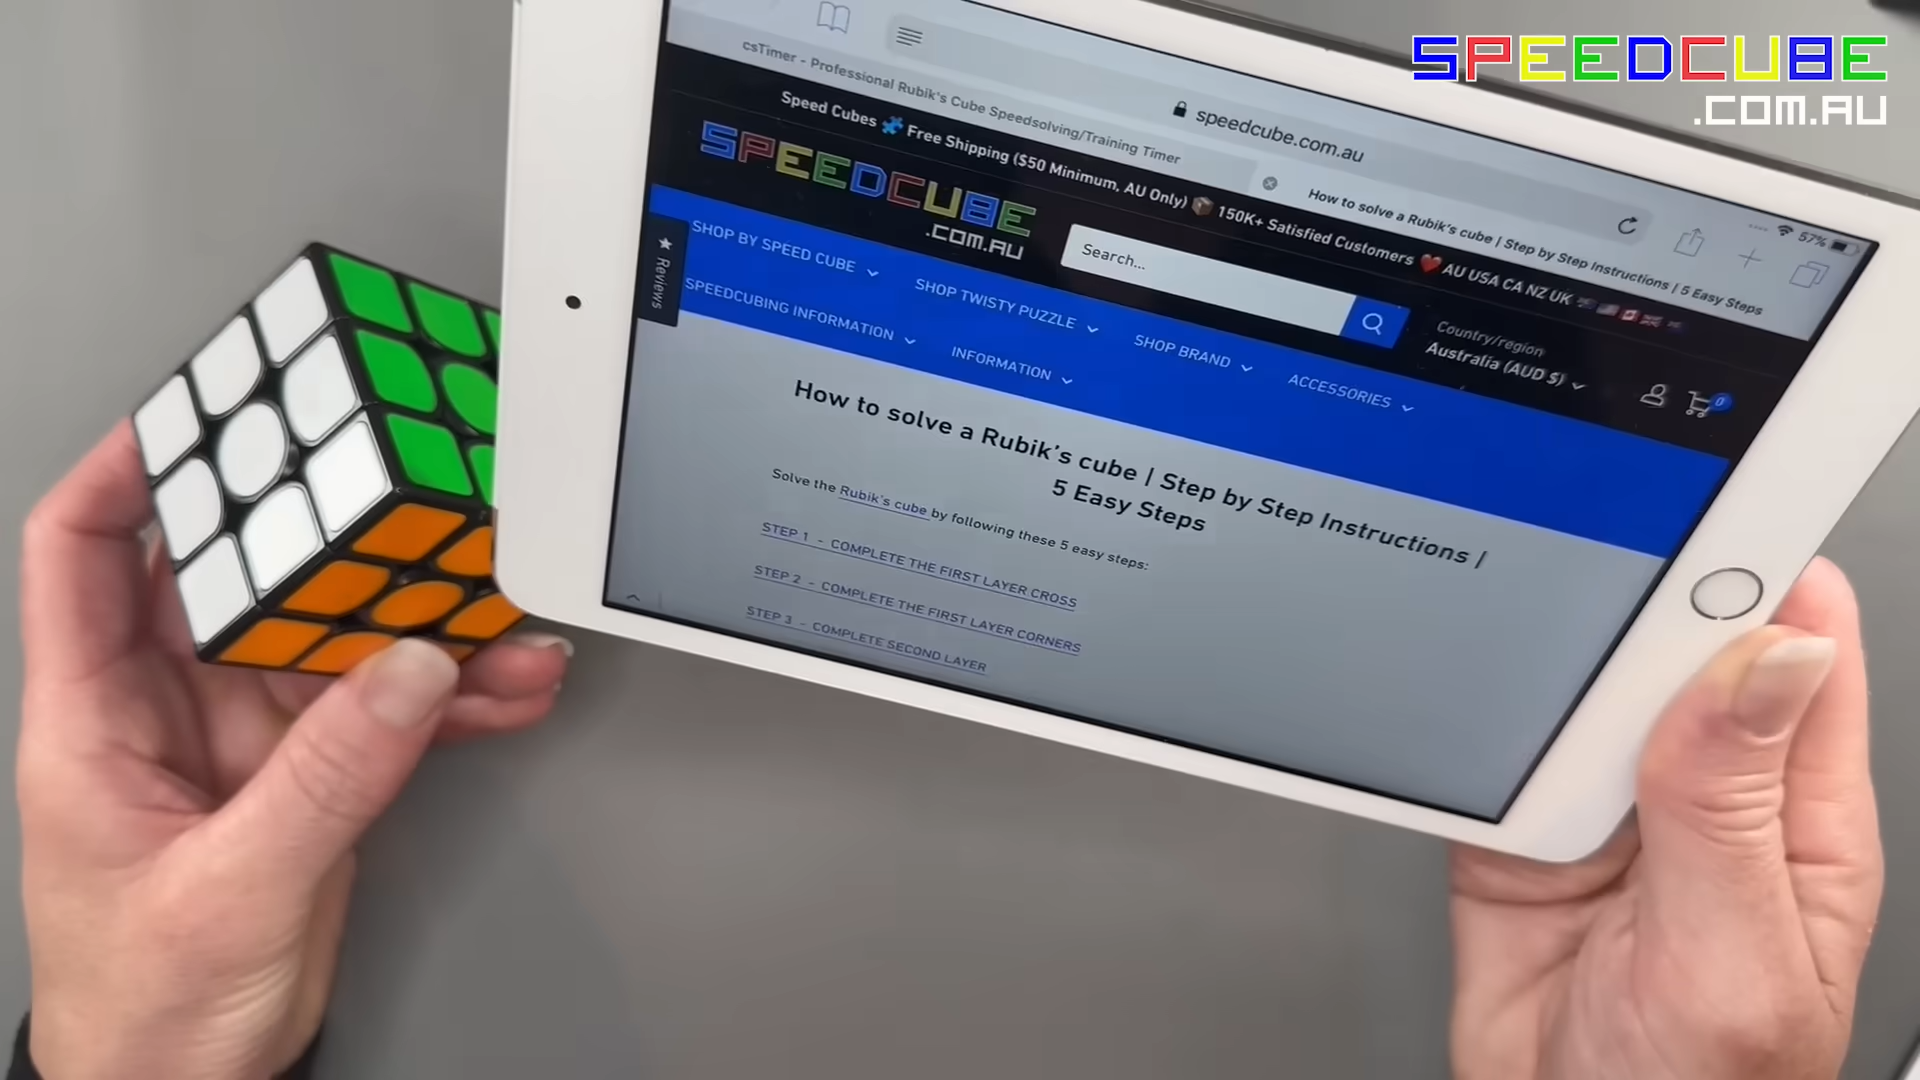 SPEEDCUBE
.COM.AU
speedcube.com.au
57%
csTimer - Professional Rubik's Cube Speedsolving/Training Timer
How to solve a Rubik's cube | Step by Step Instructions | 5 Easy Steps
Speed Cubes 🧩 Free Shipping ($50 Minimum, AU Only) 📦 150K+ Satisfied Customers ❤️ AU USA CA NZ UK
SPEEDCUBE
.COM.AU
Search...
Country/region
Australia (AUD $)
0
★ Reviews
SHOP BY SPEED CUBE
SHOP TWISTY PUZZLE
SHOP BRAND
ACCESSORIES
SPEEDCUBING INFORMATION
INFORMATION
How to solve a Rubik's cube | Step by Step Instructions |
5 Easy Steps
Solve the Rubik's cube by following these 5 easy steps:
STEP 1 - COMPLETE THE FIRST LAYER CROSS
STEP 2 - COMPLETE THE FIRST LAYER CORNERS
STEP 3 - COMPLETE SECOND LAYER